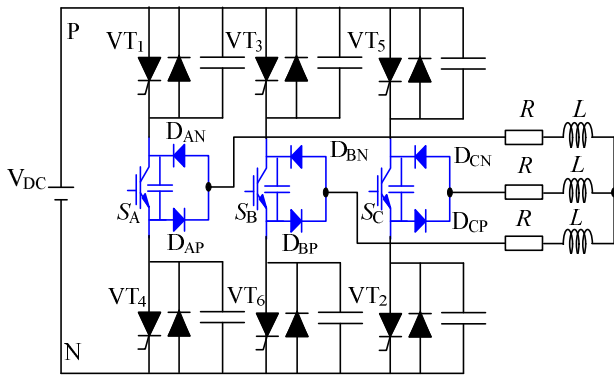 P
VT1 VT3 VT5
DAN DBN DCN
R L
VDC
SA SB SC
R L
DAP DBP DCP
R L
VT4 VT6 VT2
N